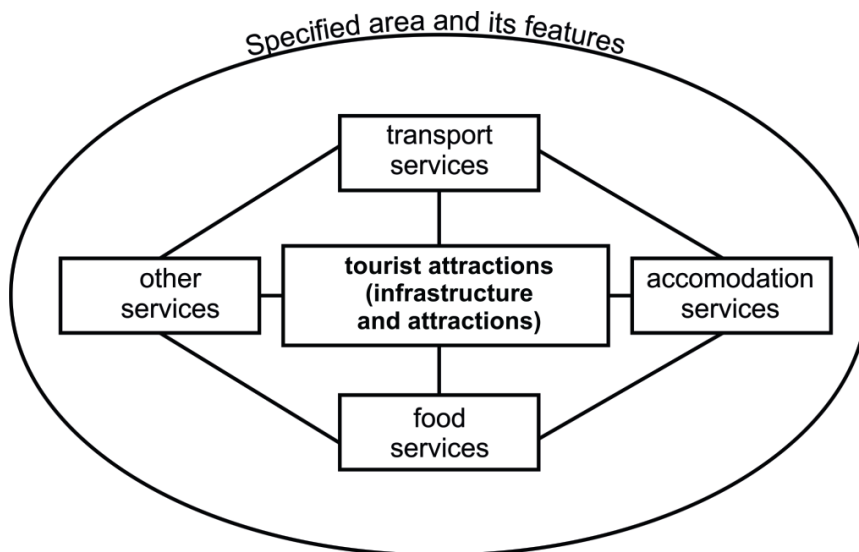 Specified area and its features
transport
services
other
services
tourist attractions
(infrastructure
and attractions)
accomodation
services
food
services